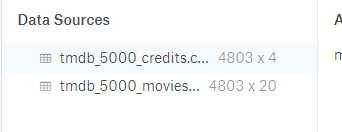 Data Sources
tmdb_5000_credits.c... 4803 x 4
tmdb_5000_movies... 4803 x 20